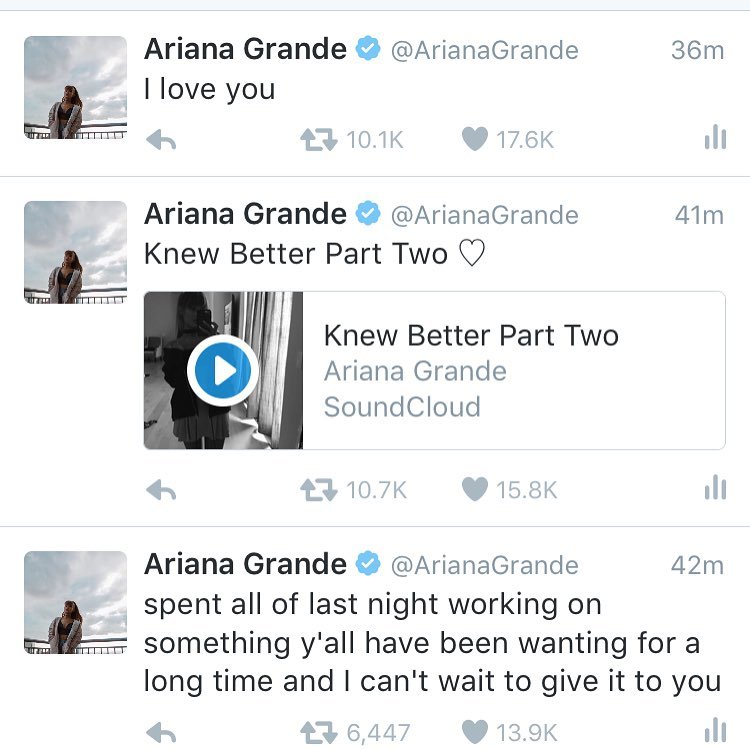 Ariana Grande @ArianaGrande 36m
I love you
10.1K 17.6K
Ariana Grande @ArianaGrande 41m
Knew Better Part Two ♡
Knew Better Part Two
Ariana Grande
SoundCloud
10.7K 15.8K
Ariana Grande @ArianaGrande 42m
spent all of last night working on
something y'all have been wanting for a
long time and I can't wait to give it to you
6,447 13.9K